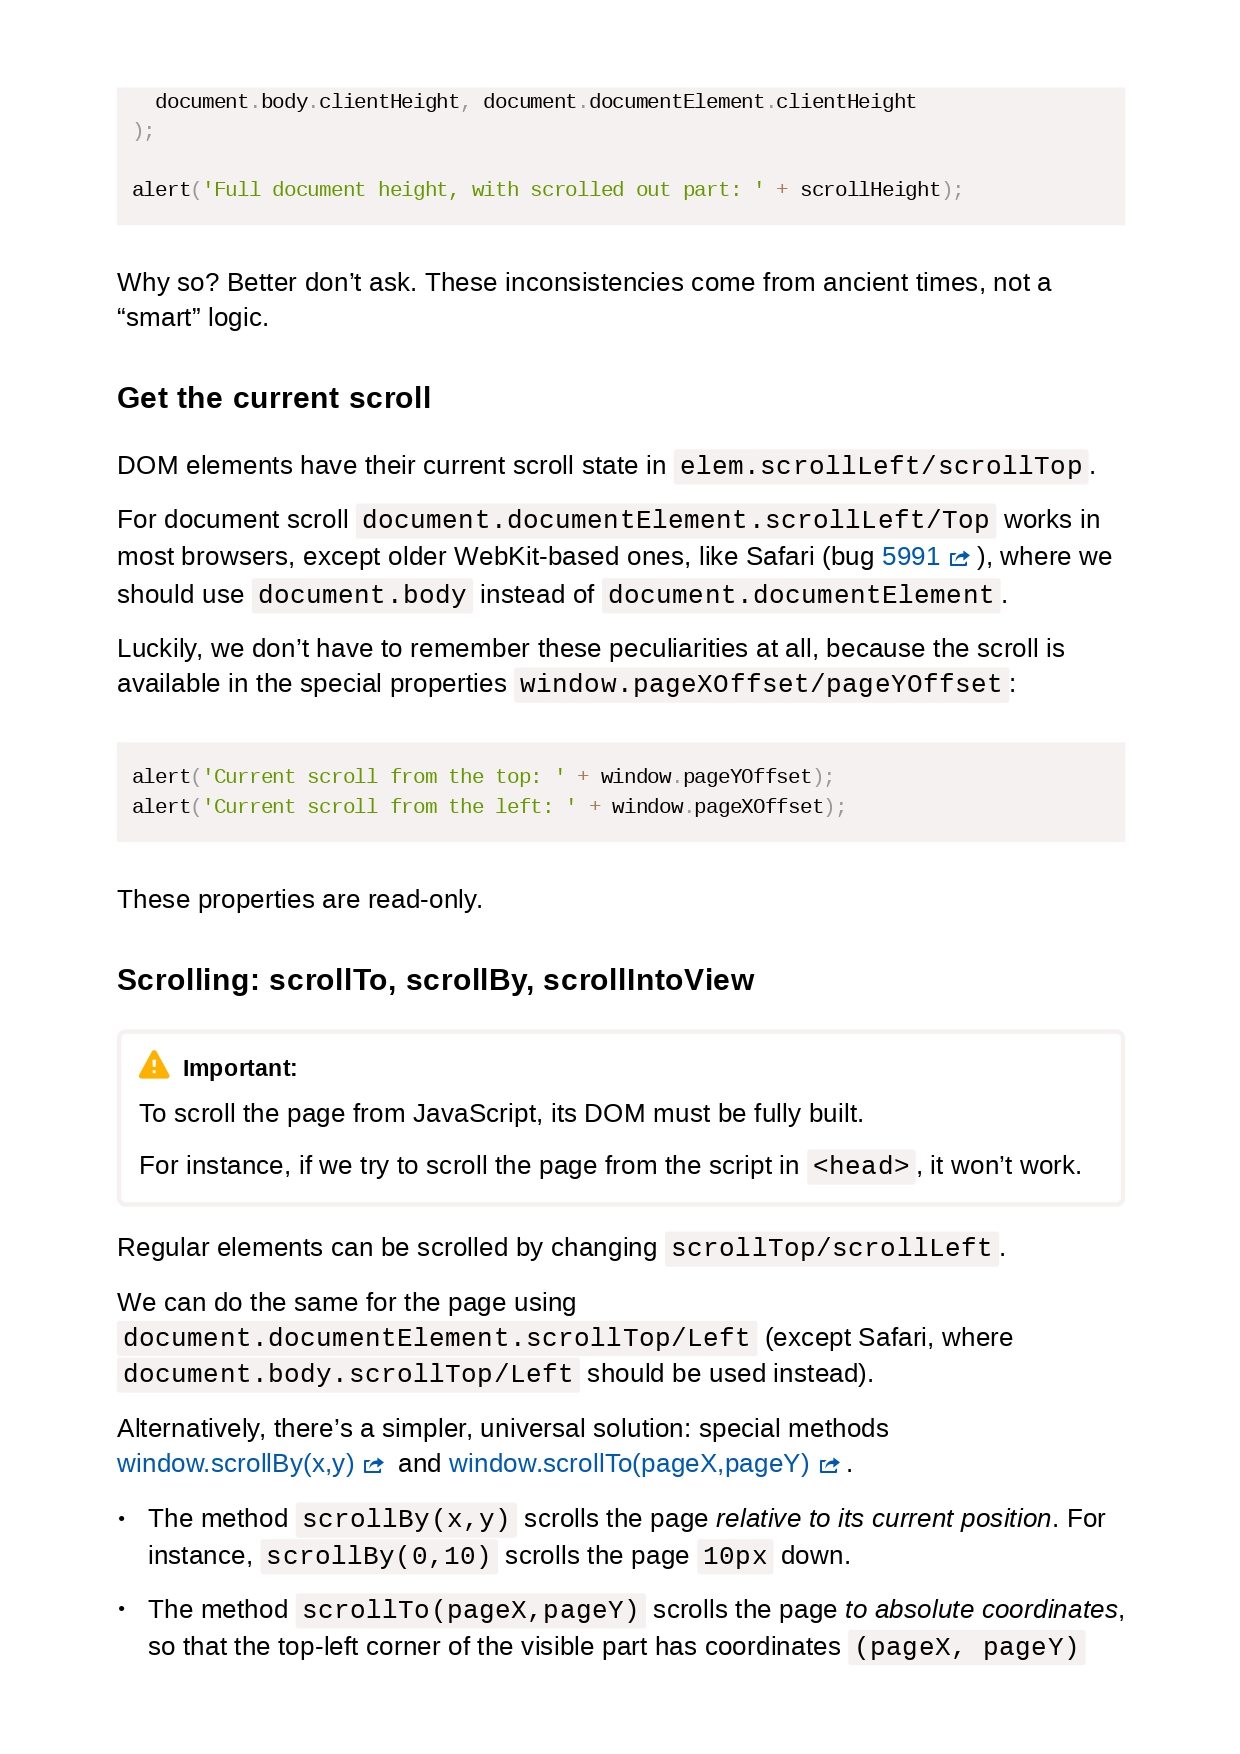 document.body.clientHeight, document.documentElement.clientHeight
);
alert('Full document height, with scrolled out part: ' + scrollHeight);
Why so? Better don’t ask. These inconsistencies come from ancient times, not a
“smart” logic.
Get the current scroll
DOM elements have their current scroll state in elem.scrollLeft/scrollTop.
For document scroll document.documentElement.scrollLeft/Top works in
most browsers, except older WebKit-based ones, like Safari (bug 5991 ), where we
should use document.body instead of document.documentElement.
Luckily, we don’t have to remember these peculiarities at all, because the scroll is
available in the special properties window.pageXOffset/pageYOffset:
alert('Current scroll from the top: ' + window.pageYOffset);
alert('Current scroll from the left: ' + window.pageXOffset);
These properties are read-only.
Scrolling: scrollTo, scrollBy, scrollIntoView
Important:
To scroll the page from JavaScript, its DOM must be fully built.
For instance, if we try to scroll the page from the script in <head>, it won’t work.
Regular elements can be scrolled by changing scrollTop/scrollLeft.
We can do the same for the page using
document.documentElement.scrollTop/Left (except Safari, where
document.body.scrollTop/Left should be used instead).
Alternatively, there’s a simpler, universal solution: special methods
window.scrollBy(x,y) and window.scrollTo(pageX,pageY) .
• The method scrollBy(x,y) scrolls the page relative to its current position. For
instance, scrollBy(0,10) scrolls the page 10px down.
• The method scrollTo(pageX,pageY) scrolls the page to absolute coordinates,
so that the top-left corner of the visible part has coordinates (pageX, pageY)